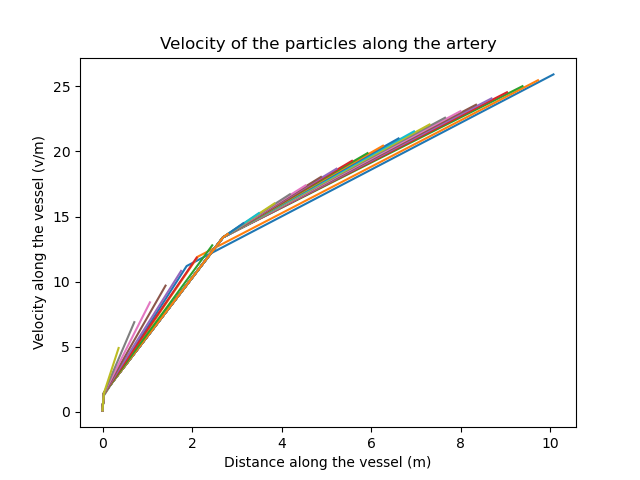 Velocity of the particles along the artery
Velocity along the vessel (v/m)
25
20
15
10
5
0
0 2 4 6 8 10
Distance along the vessel (m)